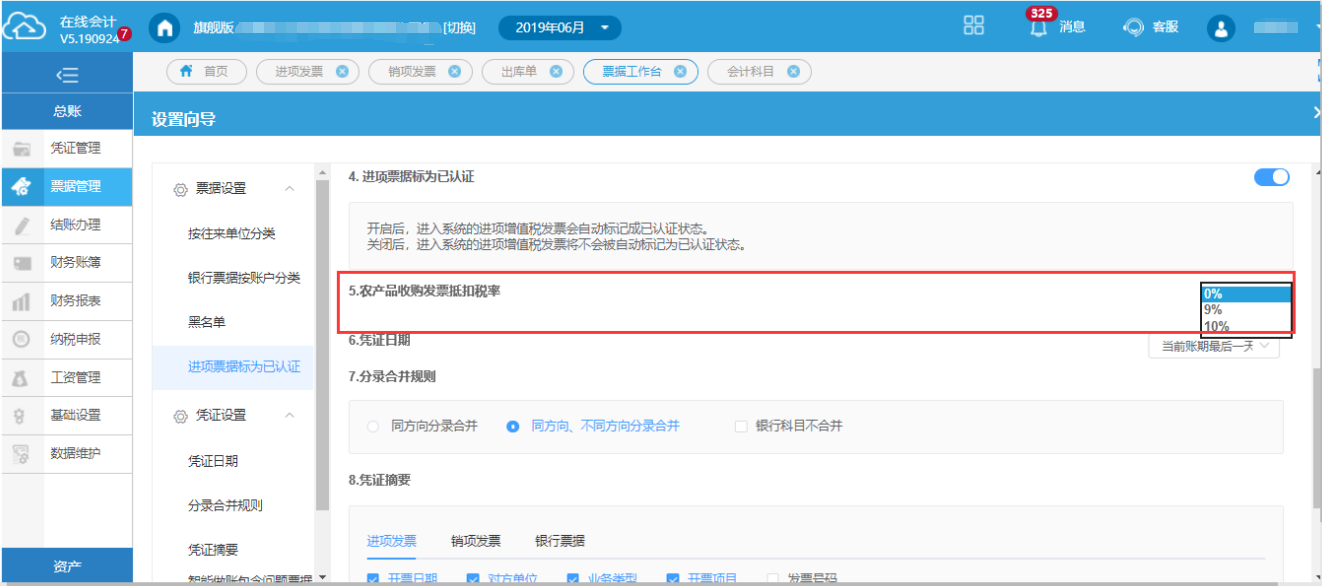 在线会计
V5.190924
7
旗舰版
[切换]
2019年06月
325
消息
客服
首页
进项发票
销项发票
出库单
票据工作台
会计科目
总账
凭证管理
票据管理
结账办理
财务账簿
财务报表
纳税申报
工资管理
基础设置
数据维护
资产
设置向导
票据设置
按往来单位分类
银行票据按账户分类
黑名单
进项票据标为已认证
凭证设置
凭证日期
分录合并规则
凭证摘要
智能做账包含问题票据
4. 进项票据标为已认证
开启后，进入系统的进项增值税发票会自动标记成已认证状态。
关闭后，进入系统的进项增值税发票将不会被自动标记为已认证状态。
5.农产品收购发票抵扣税率
0%
9%
10%
6.凭证日期
当前账期最后一天
7.分录合并规则
同方向分录合并
同方向、不同方向分录合并
银行科目不合并
8.凭证摘要
进项发票
销项发票
银行票据
开票日期
对方单位
业务类型
开票项目
发票号码